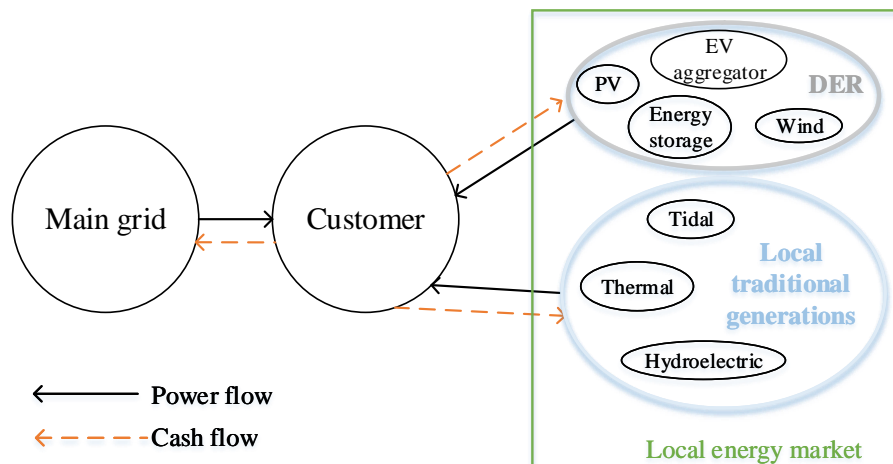 EV
aggregator
PV
DER
Energy
storage
Wind
Main grid
Customer
Tidal
Local
traditional
generations
Thermal
Hydroelectric
Power flow
Cash flow
Local energy market